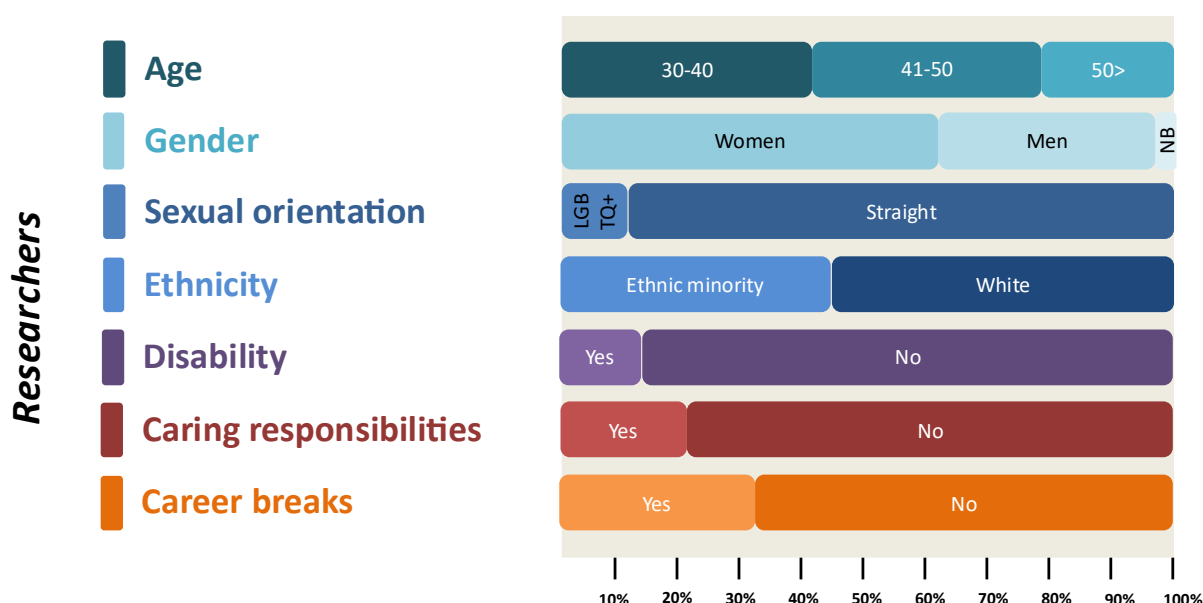 Researchers
Age
30-40
41-50
50>
Gender
Women
Men
NB
Sexual orientation
LGB
TQ+
Straight
Ethnicity
Ethnic minority
White
Disability
Yes
No
Caring responsibilities
Yes
No
Career breaks
Yes
No
10% 20% 30% 40% 50% 60% 70% 80% 90% 100%